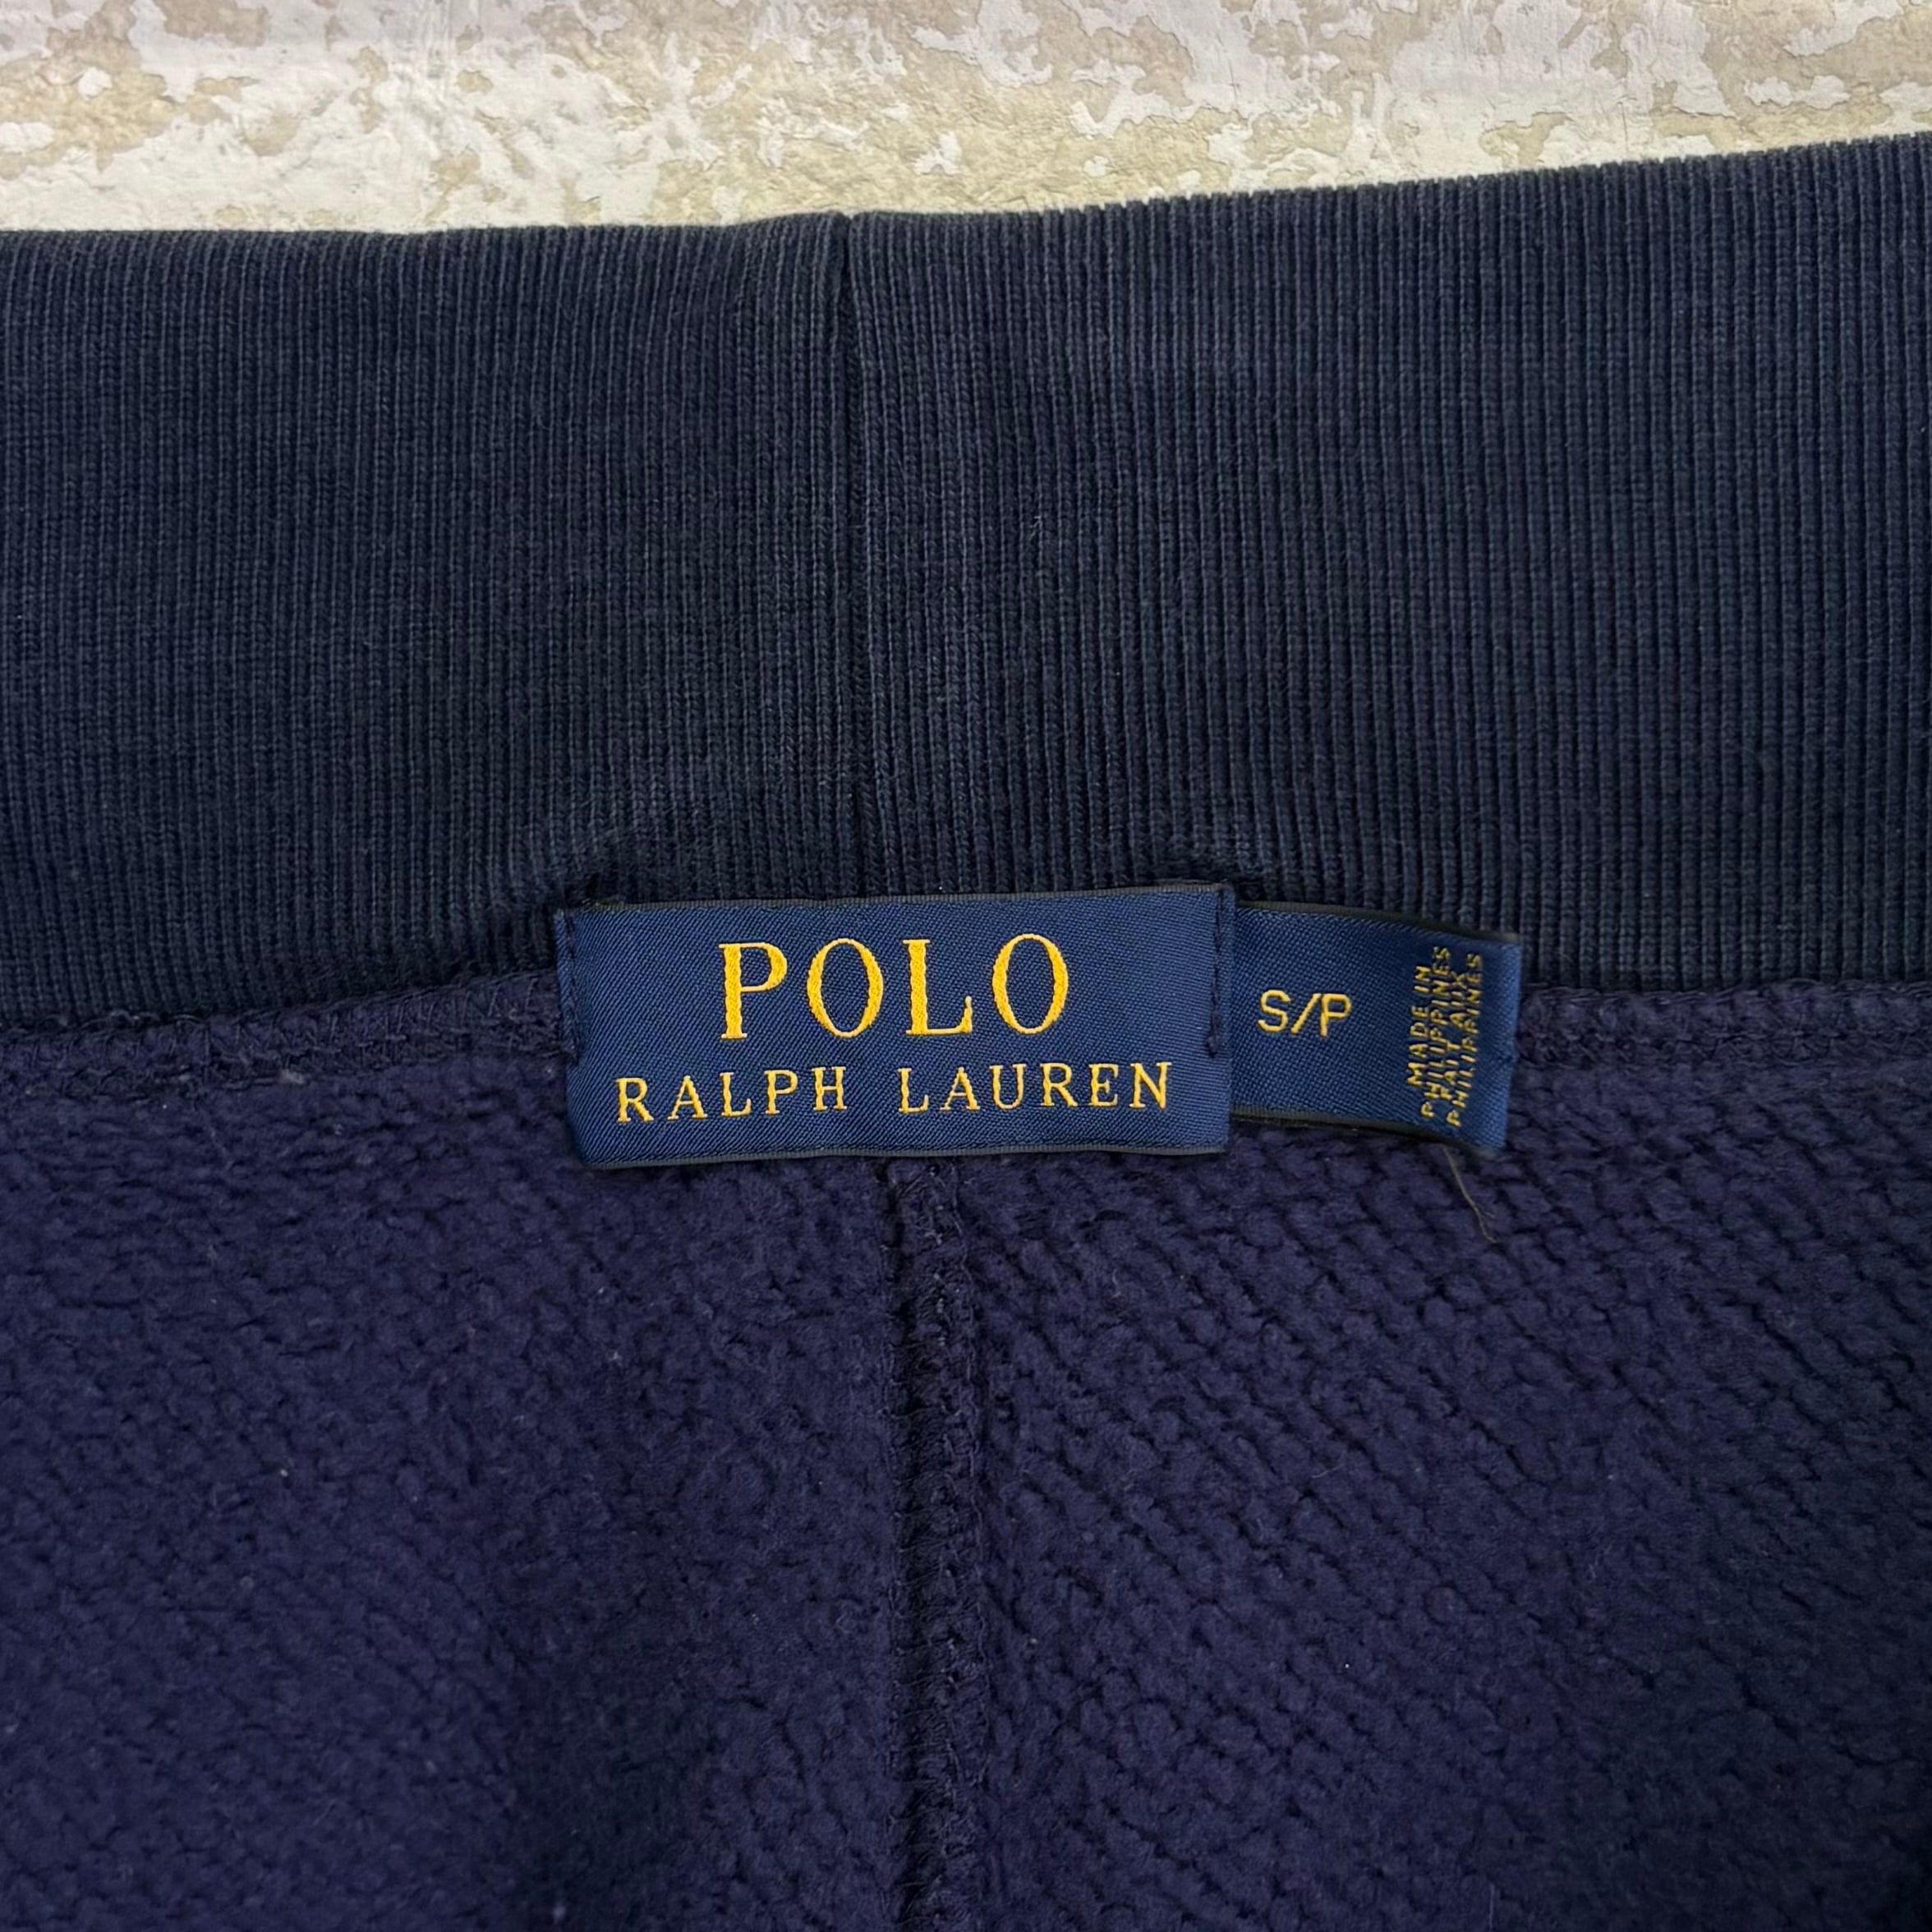 POLO
RALPH LAUREN
S/P
MADE IN
PHILIPPINES
FAIT AUX
PHILIPPINES